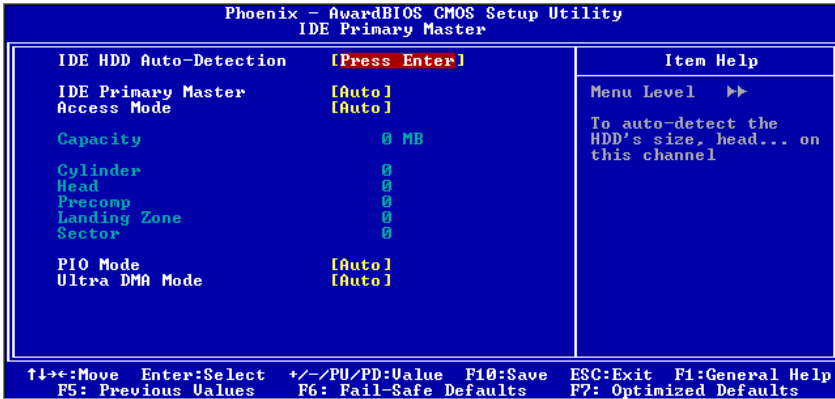 Phoenix - AwardBIOS CMOS Setup Utility
IDE Primary Master
IDE HDD Auto-Detection [Press Enter]
IDE Primary Master [Auto]
Access Mode [Auto]
Capacity 0 MB
Cylinder 0
Head 0
Precomp 0
Landing Zone 0
Sector 0
PIO Mode [Auto]
Ultra DMA Mode [Auto]
Item Help
Menu Level ▶▶
To auto-detect the
HDD's size, head... on
this channel
↑↓→←:Move Enter:Select +/-/PU/PD:Value F10:Save ESC:Exit F1:General Help
F5: Previous Values F6: Fail-Safe Defaults F7: Optimized Defaults